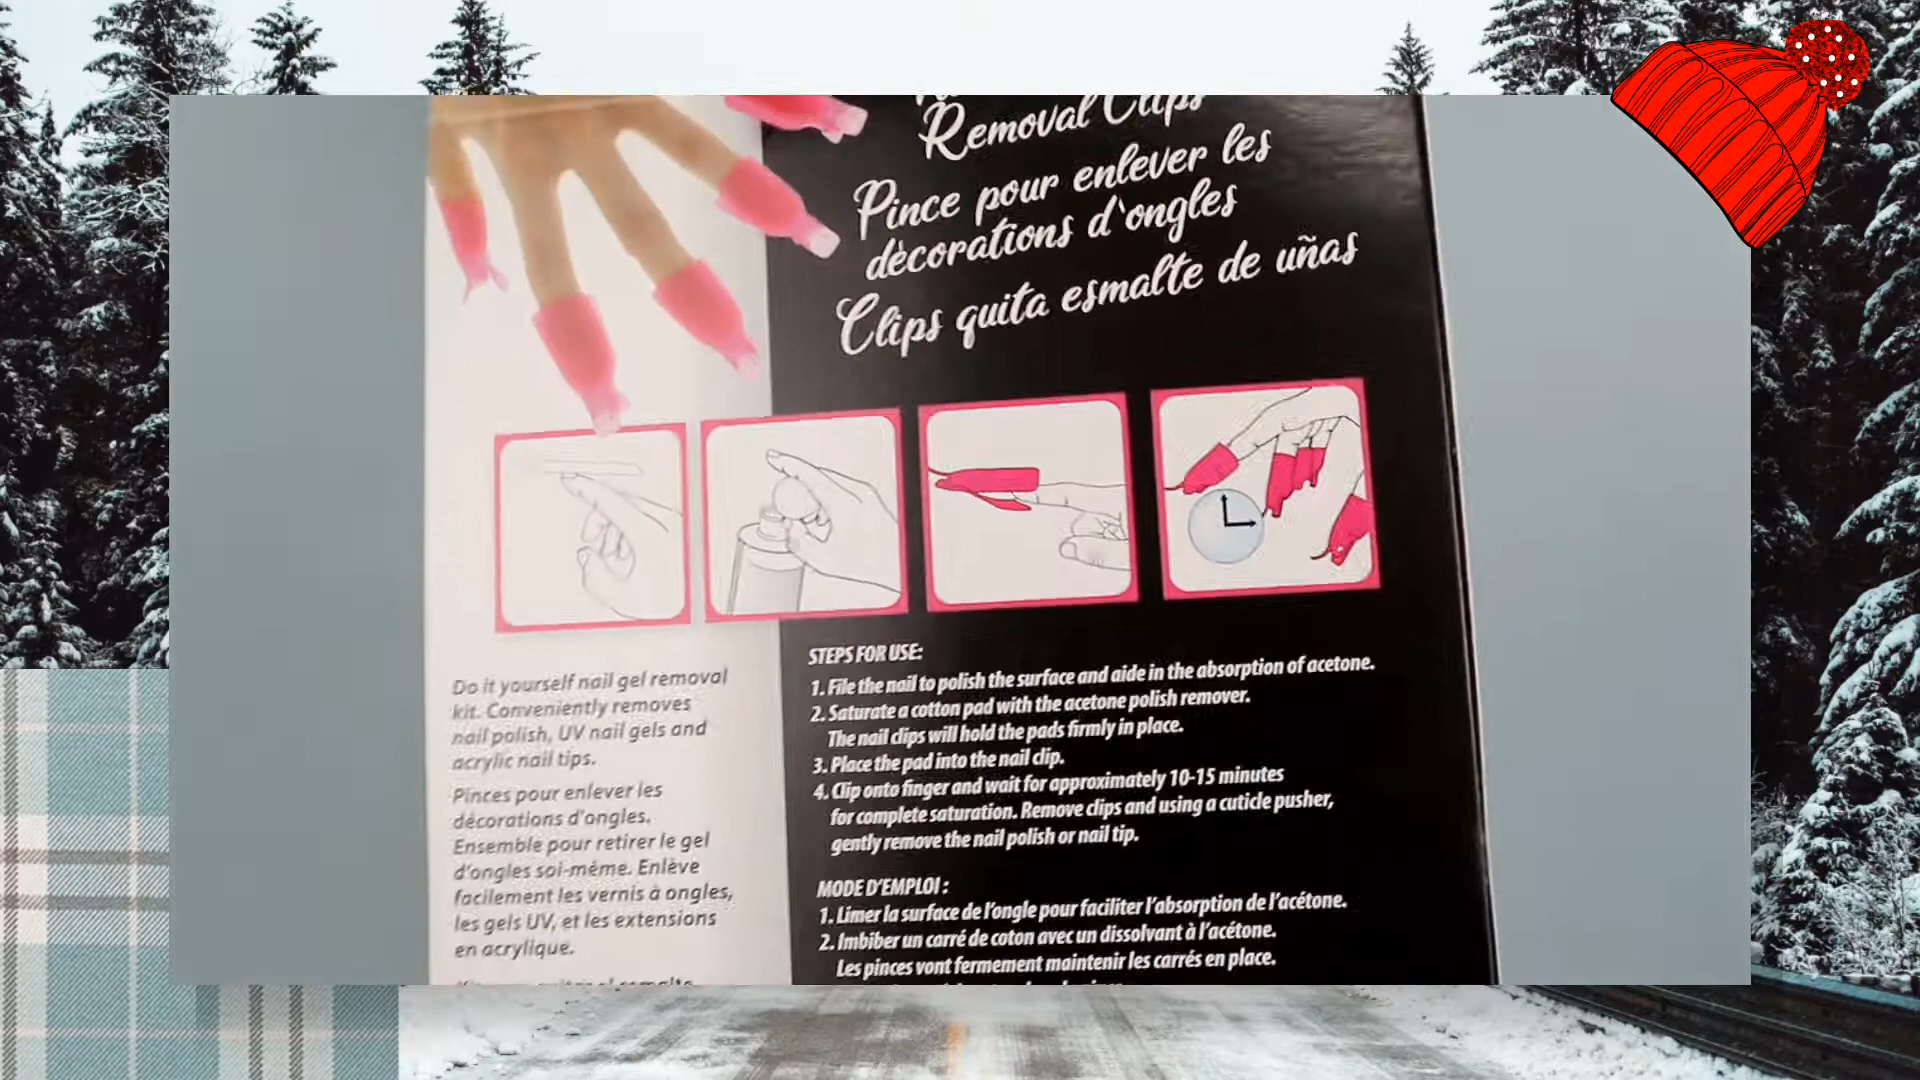 Removal Clips
Pince pour enlever les
dècorations d'ongles
Clips quita esmalte de uñas
Do it yourself nail gel removal
kit. Conveniently removes
nail polish, UV nail gels and
acrylic nail tips.
Pinces pour enlever les
décorations d'ongles.
Ensemble pour retirer le gel
d'ongles soi-même. Enlève
facilement les vernis à ongles,
les gels UV, et les extensions
en acrylique.
STEPS FOR USE:
1. File the nail to polish the surface and aide in the absorption of acetone.
2. Saturate a cotton pad with the acetone polish remover.
The nail clips will hold the pads firmly in place.
3. Place the pad into the nail clip.
4. Clip onto finger and wait for approximately 10-15 minutes
for complete saturation. Remove clips and using a cuticle pusher,
gently remove the nail polish or nail tip.
MODE D'EMPLOI :
1. Limer la surface de l'ongle pour faciliter l'absorption de l'acétone.
2. Imbiber un carré de coton avec un dissolvant à l'acétone.
Les pinces vont fermement maintenir les carrés en place.